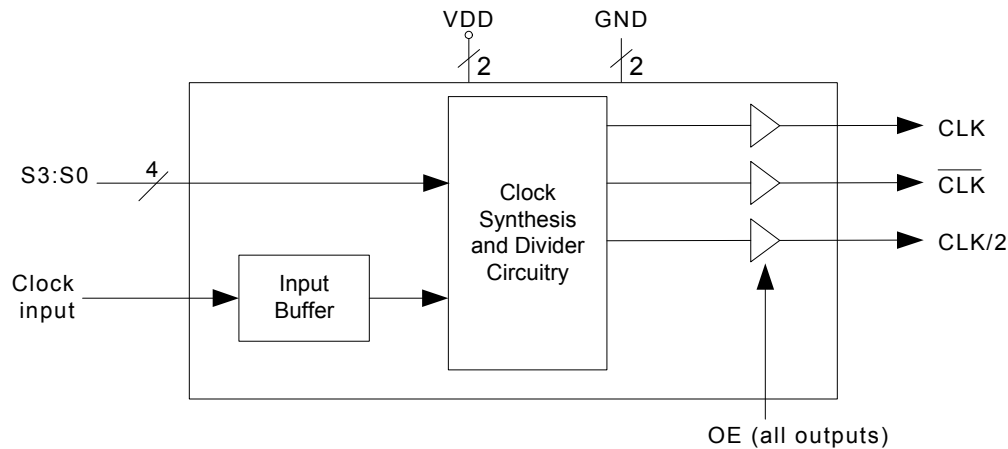 VDD
GND
2
2
CLK
4
S3:S0
CLK
Clock
Synthesis
and Divider
Circuitry
CLK/2
Clock
input
Input
Buffer
OE (all outputs)